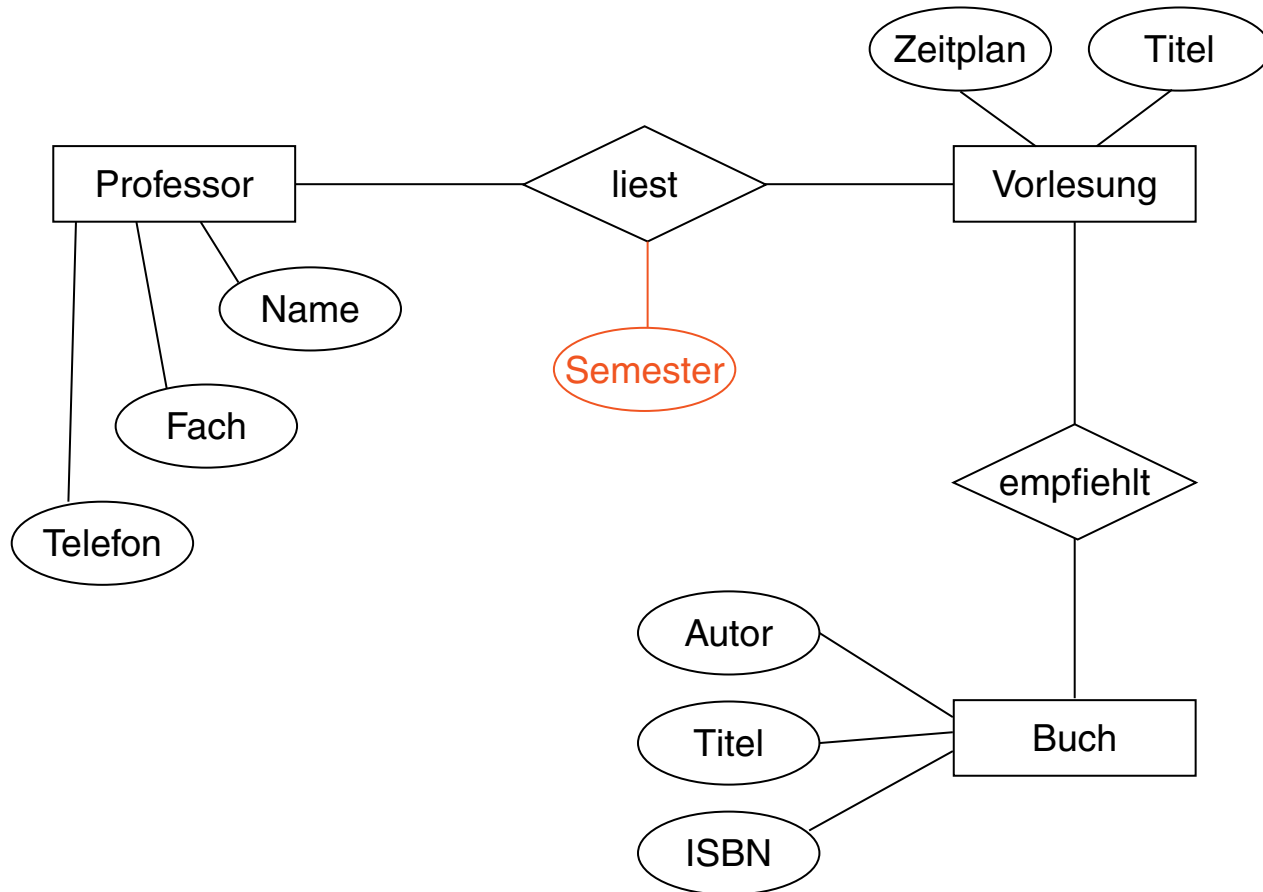 Zeitplan
Titel
Professor
liest
Vorlesung
Name
Semester
Fach
empfiehlt
Telefon
Autor
Titel
Buch
ISBN